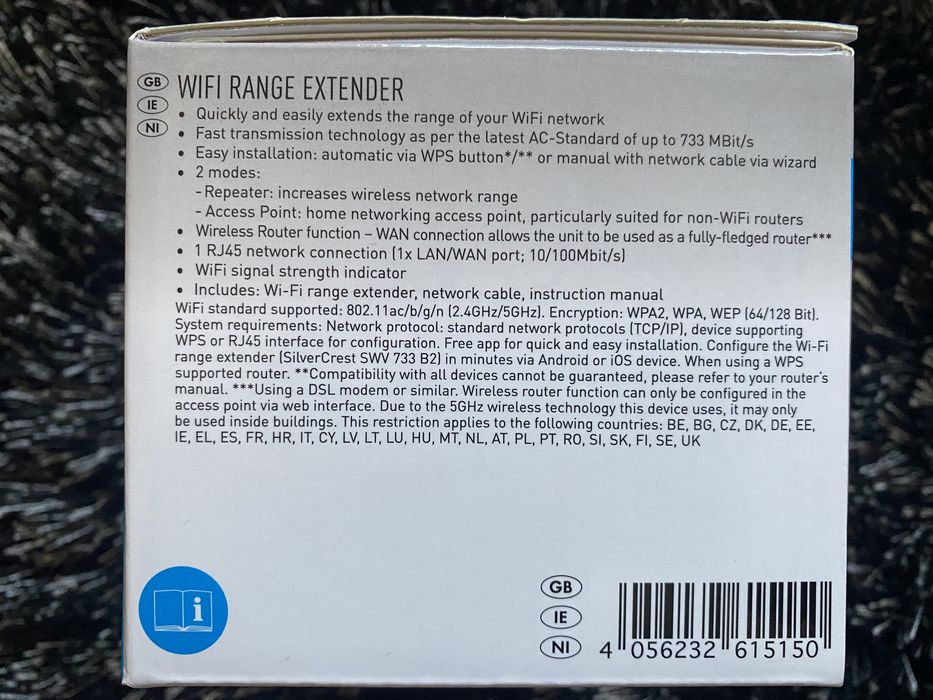 GB WIFI RANGE EXTENDER
IE • Quickly and easily extends the range of your WiFi network
NI • Fast transmission technology as per the latest AC-Standard of up to 733 MBit/s
• Easy installation: automatic via WPS button*/** or manual with network cable via wizard
• 2 modes:
- Repeater: increases wireless network range
- Access Point: home networking access point, particularly suited for non-WiFi routers
• Wireless Router function – WAN connection allows the unit to be used as a fully-fledged router***
• 1 RJ45 network connection (1x LAN/WAN port; 10/100Mbit/s)
• WiFi signal strength indicator
• Includes: Wi-Fi range extender, network cable, instruction manual
WiFi standard supported: 802.11ac/b/g/n (2.4GHz/5GHz). Encryption: WPA2, WPA, WEP (64/128 Bit).
System requirements: Network protocol: standard network protocols (TCP/IP), device supporting
WPS or RJ45 interface for configuration. Free app for quick and easy installation. Configure the Wi-Fi
range extender (SilverCrest SWV 733 B2) in minutes via Android or iOS device. When using a WPS
supported router. **Compatibility with all devices cannot be guaranteed, please refer to your router's
manual. ***Using a DSL modem or similar. Wireless router function can only be configured in the
access point via web interface. Due to the 5GHz wireless technology this device uses, it may only
be used inside buildings. This restriction applies to the following countries: BE, BG, CZ, DK, DE, EE,
IE, EL, ES, FR, HR, IT, CY, LV, LT, LU, HU, MT, NL, AT, PL, PT, RO, SI, SK, FI, SE, UK
i
GB
IE
NI
4 056232 615150